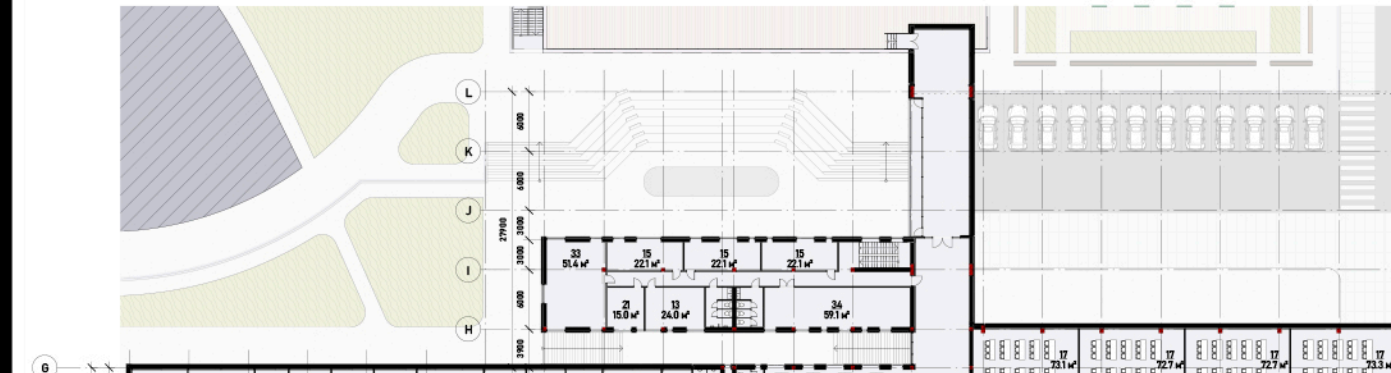 L
6000
K
6000
27900
J
3000
3000
33
51.4 м²
15
22.1 м²
15
22.1 м²
15
22.1 м²
I
6000
21
15.0 м²
13
24.0 м²
34
59.1 м²
H
3900
17
73.1 м²
17
72.7 м²
17
72.7 м²
17
73.3 м
G